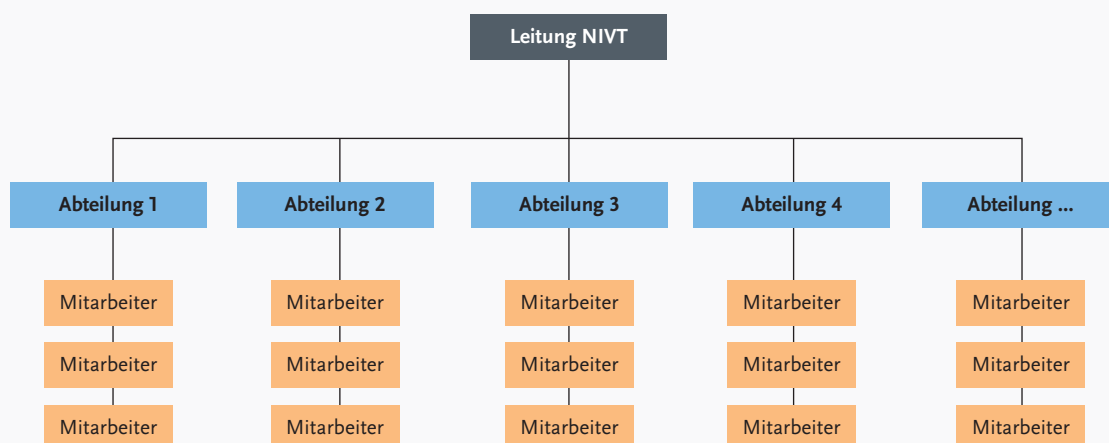 Leitung NIVT
Abteilung 1 Abteilung 2 Abteilung 3 Abteilung 4 Abteilung ...
Mitarbeiter Mitarbeiter Mitarbeiter Mitarbeiter Mitarbeiter
Mitarbeiter Mitarbeiter Mitarbeiter Mitarbeiter Mitarbeiter
Mitarbeiter Mitarbeiter Mitarbeiter Mitarbeiter Mitarbeiter